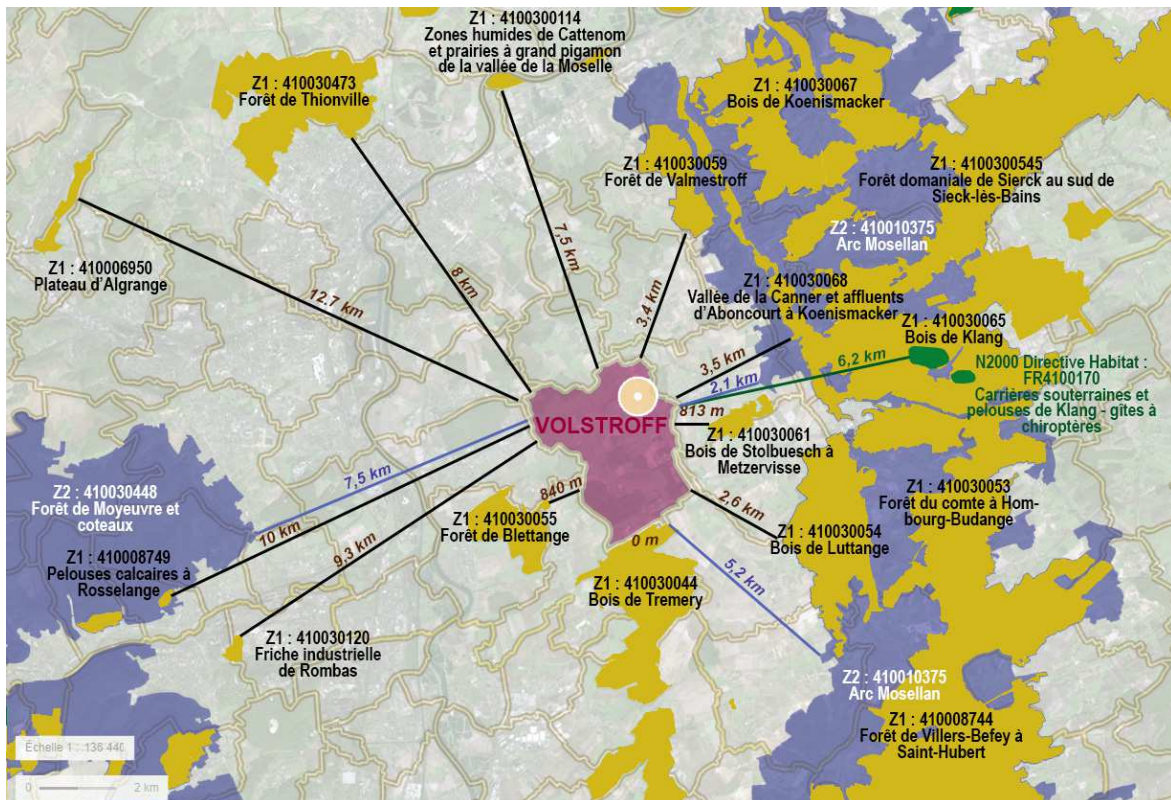 Z1 : 4100300114
Zones humides de Cattenom
et prairies à grand pigamon
de la vallée de la Moselle
Z1 : 410030473
Forêt de Thionville
Z1 : 410030067
Bois de Koenismacker
Z1 : 410030059
Forêt de Valmestroff
Z1 : 4100300545
Forêt domaniale de Sierck au sud de
Sieck-lès-Bains
Z2 : 410010375
Arc Mosellan
Z1 : 410006950
Plateau d'Algrange
12.7 km
8 km
7,5 km
3,4 km
Z1 : 410030068
Vallée de la Canner et affluents
d'Aboncourt à Koenismacker
Z1 : 410030065
Bois de Klang
3,5 km
2,1 km
6,2 km
N2000 Directive Habitat :
FR4100170
Carrières souterraines et
pelouses de Klang - gîtes à
chiroptères
813 m
VOLSTROFF
Z1 : 410030061
Bois de Stolbuesch à
Metzervisse
7,5 km
10 km
9,3 km
840 m
Z2 : 410030448
Forêt de Moyeuvre et
coteaux
Z1 : 410008749
Pelouses calcaires à
Rosselange
Z1 : 410030055
Forêt de Blettange
0 m
2,6 km
Z1 : 410030054
Bois de Luttange
Z1 : 410030053
Forêt du comte à Hom-
bourg-Budange
5,2 km
Z1 : 410030044
Bois de Tremery
Z1 : 410030120
Friche industrielle
de Rombas
Z2 : 410010375
Arc Mosellan
Z1 : 410008744
Forêt de Villers-Befey à
Saint-Hubert
Échelle 1 : 136 440
0 2 km